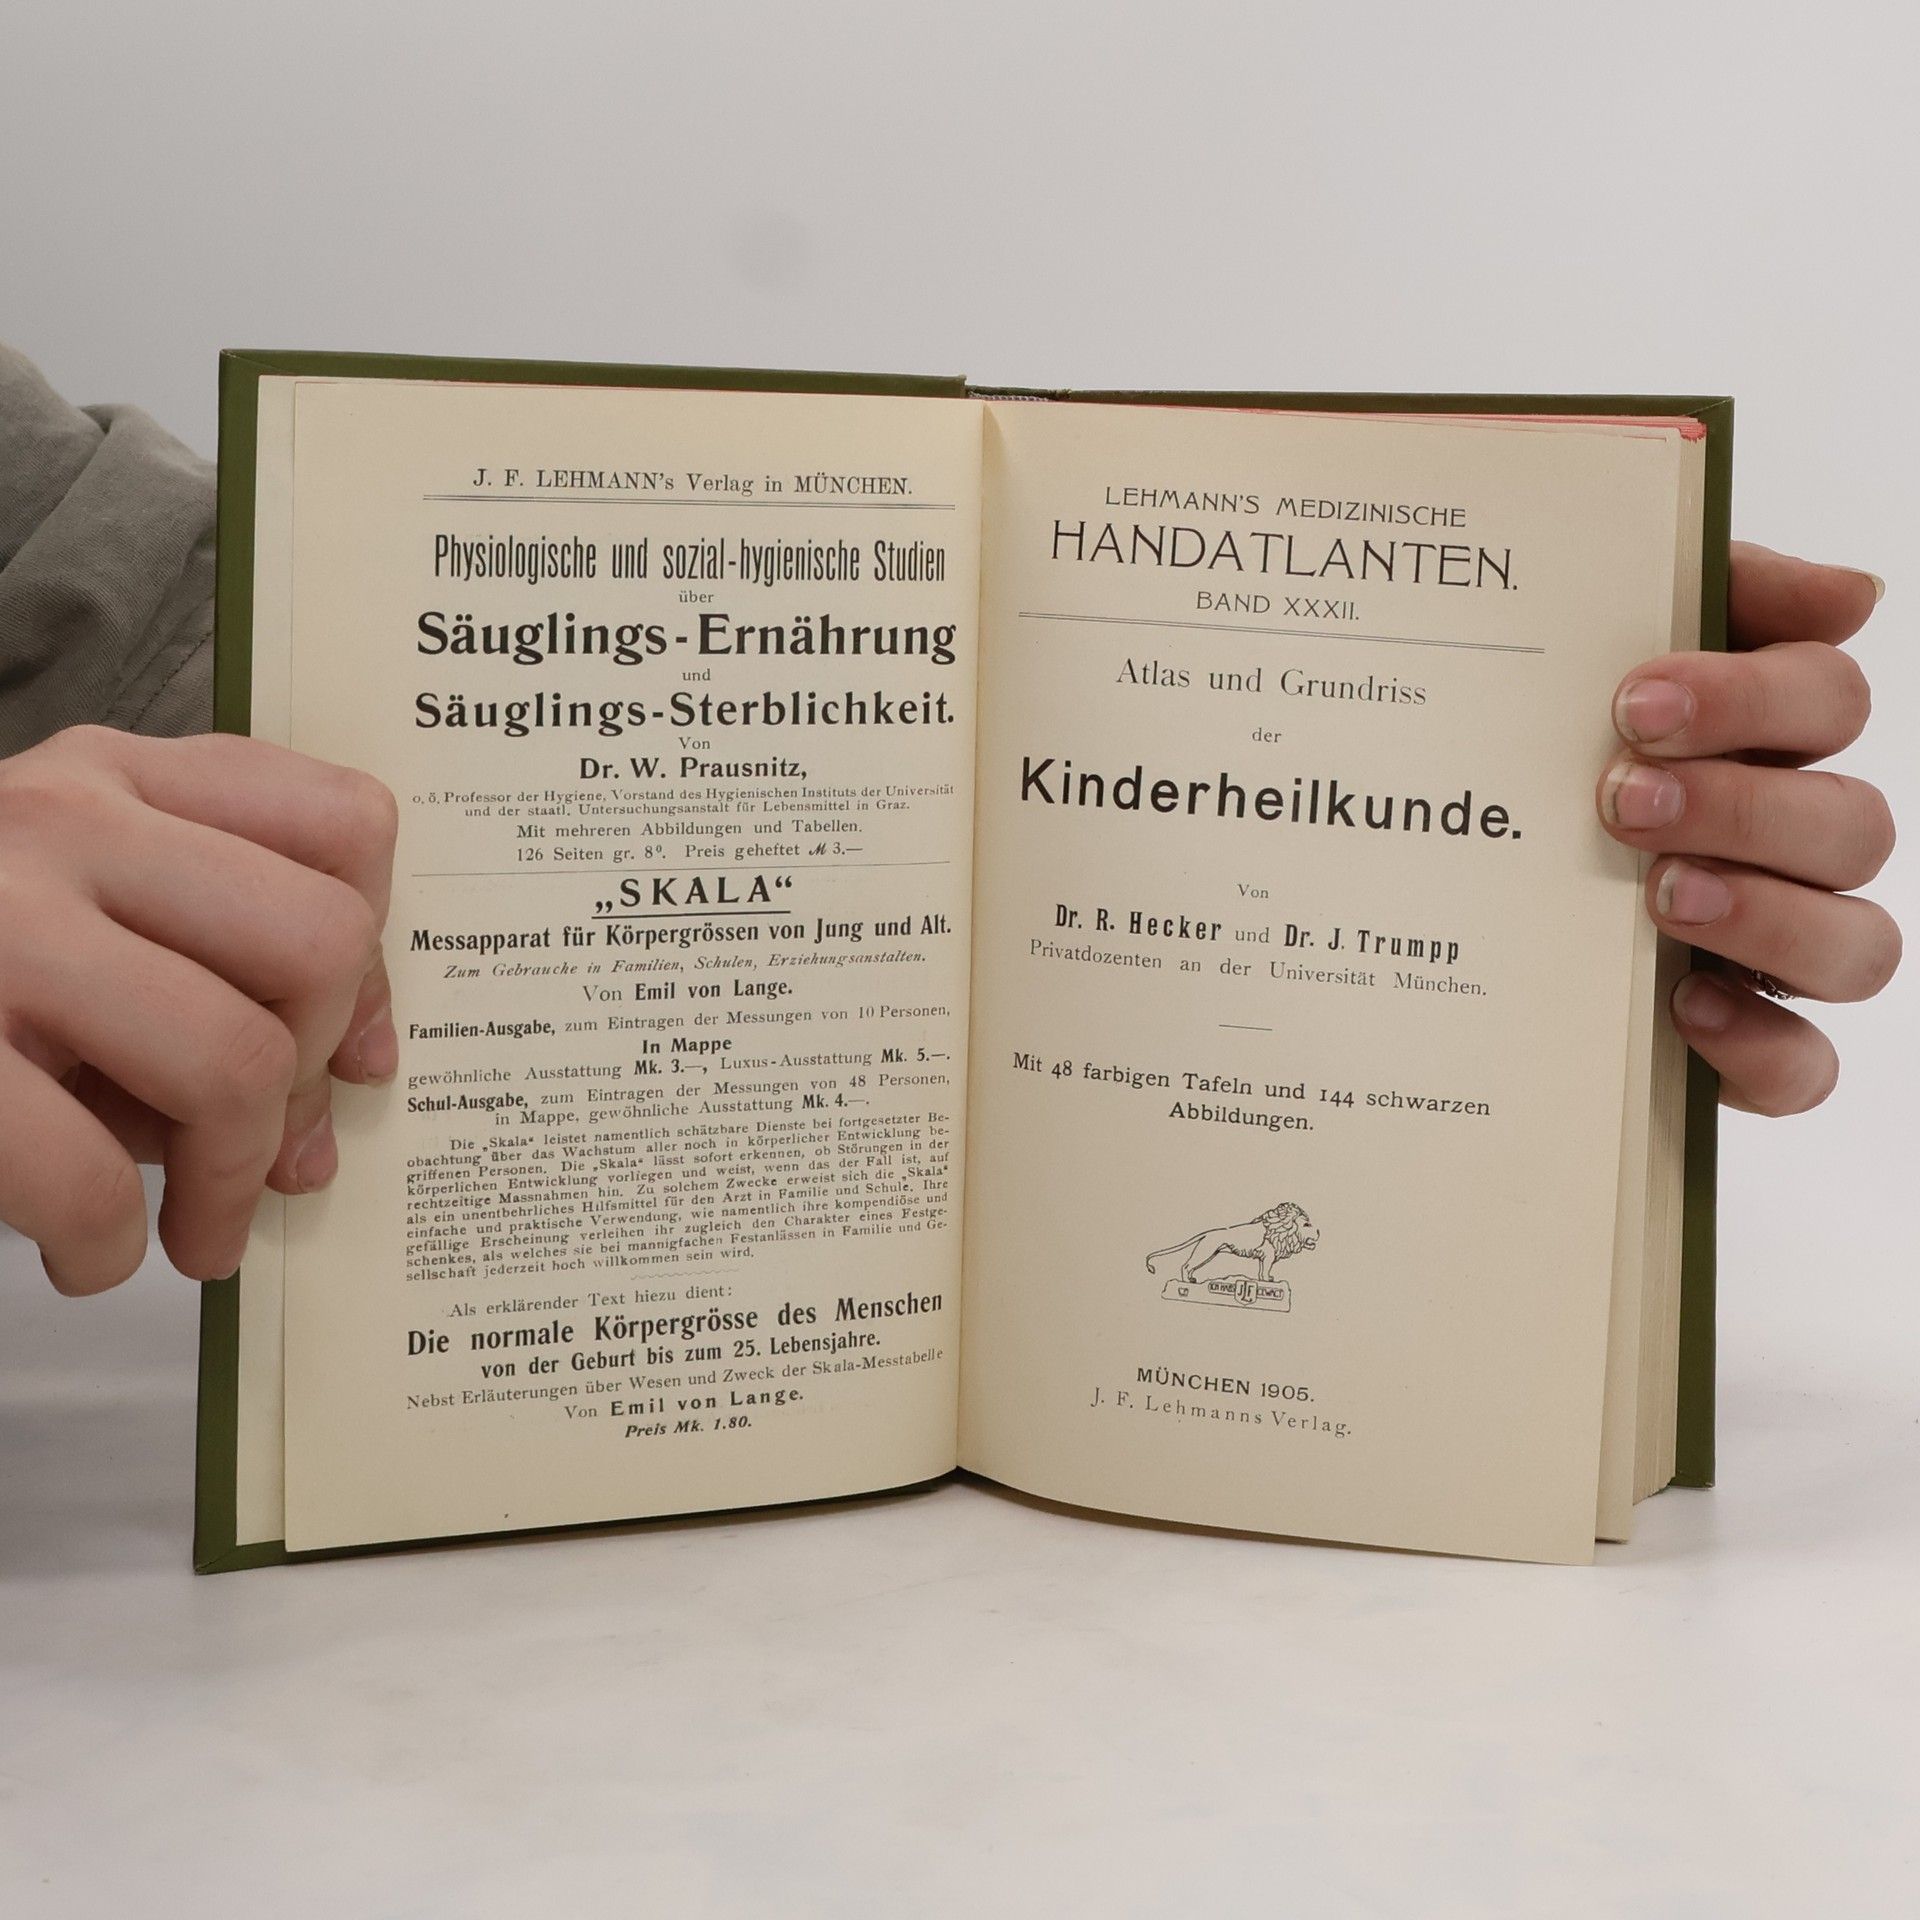 J. F. LEHMANN's Verlag in MÜNCHEN.
Physiologische und sozial-hygienische Studien
über
Säuglings-Ernährung
und
Säuglings-Sterblichkeit.
Von
Dr. W. Prausnitz,
o. ö. Professor der Hygiene, Vorstand des Hygienischen Instituts der Universität
und der staatl. Untersuchungsanstalt für Lebensmittel in Graz.
Mit mehreren Abbildungen und Tabellen.
126 Seiten gr. 8⁰. Preis geheftet ℳ 3.—
„SKALA“
Messapparat für Körpergrössen von Jung und Alt.
Zum Gebrauche in Familien, Schulen, Erziehungsanstalten.
Von Emil von Lange.
Familien-Ausgabe, zum Eintragen der Messungen von 10 Personen,
In Mappe
gewöhnliche Ausstattung Mk. 3.—, Luxus-Ausstattung Mk. 5.—.
Schul-Ausgabe, zum Eintragen der Messungen von 48 Personen,
in Mappe, gewöhnliche Ausstattung Mk. 4.—.
Die „Skala“ leistet namentlich schätzbare Dienste bei fortgesetzter Be-
obachtung über das Wachstum aller noch in körperlicher Entwicklung be-
griffenen Personen. Die „Skala“ lässt sofort erkennen, ob Störungen in der
körperlichen Entwicklung vorliegen und weist, wenn das der Fall ist, auf
rechtzeitige Massnahmen hin. Zu solchem Zwecke erweist sich die „Skala“
als ein unentbehrliches Hilfsmittel für den Arzt in Familie und Schule. Ihre
einfache und praktische Verwendung, wie namentlich ihre kompendiöse und
gefällige Erscheinung verleihen ihr zugleich den Charakter eines Festge-
schenkes, als welches sie bei mannigfachen Festanlässen in Familie und Ge-
sellschaft jederzeit hoch willkommen sein wird.
Als erklärender Text hiezu dient:
Die normale Körpergrösse des Menschen
von der Geburt bis zum 25. Lebensjahre.
Nebst Erläuterungen über Wesen und Zweck der Skala-Messtabelle
Von Emil von Lange.
Preis Mk. 1.80.
LEHMANN'S MEDIZINISCHE
HANDATLANTEN.
BAND XXXII.
Atlas und Grundriss
der
Kinderheilkunde.
Von
Dr. R. Hecker und Dr. J. Trumpp
Privatdozenten an der Universität München.
Mit 48 farbigen Tafeln und 144 schwarzen
Abbildungen.
ICH HABS JFL GEWAGT
MÜNCHEN 1905.
J. F. Lehmanns Verlag.